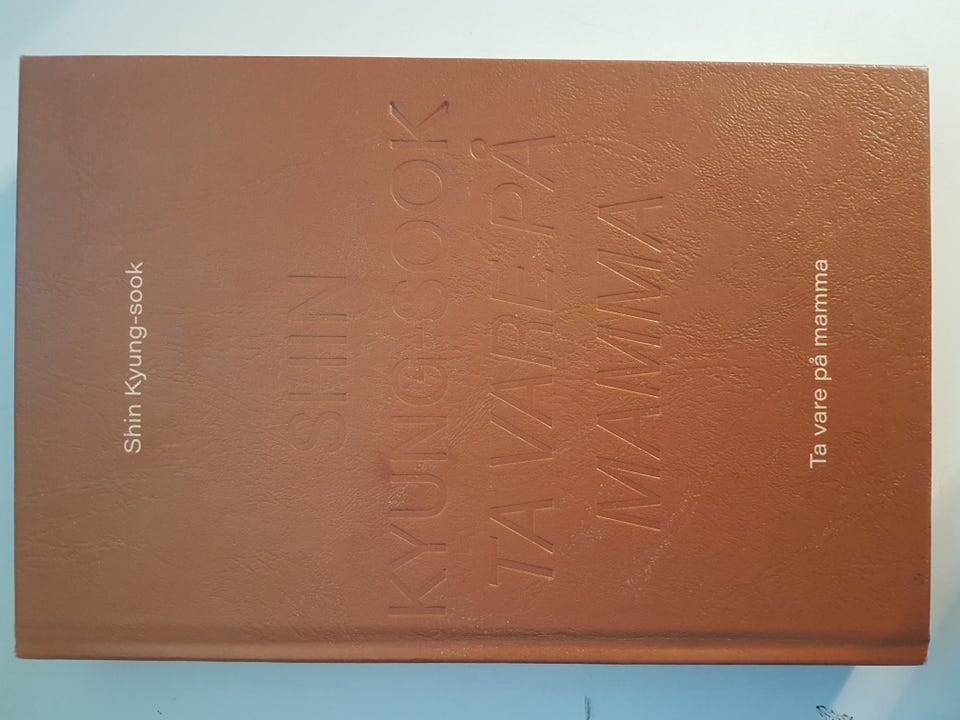 Shin Kyung-sook
SHIN
KYUNG-SOOK
TA VARE PÅ
MAMMA
Ta vare på mamma